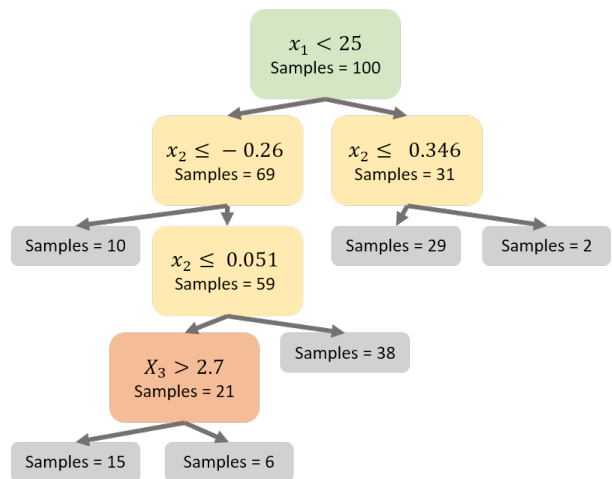 x₁ < 25
Samples = 100
x₂ ≤ − 0.26
Samples = 69
x₂ ≤ 0.346
Samples = 31
Samples = 10
x₂ ≤ 0.051
Samples = 59
Samples = 29
Samples = 2
X₃ > 2.7
Samples = 21
Samples = 38
Samples = 15
Samples = 6